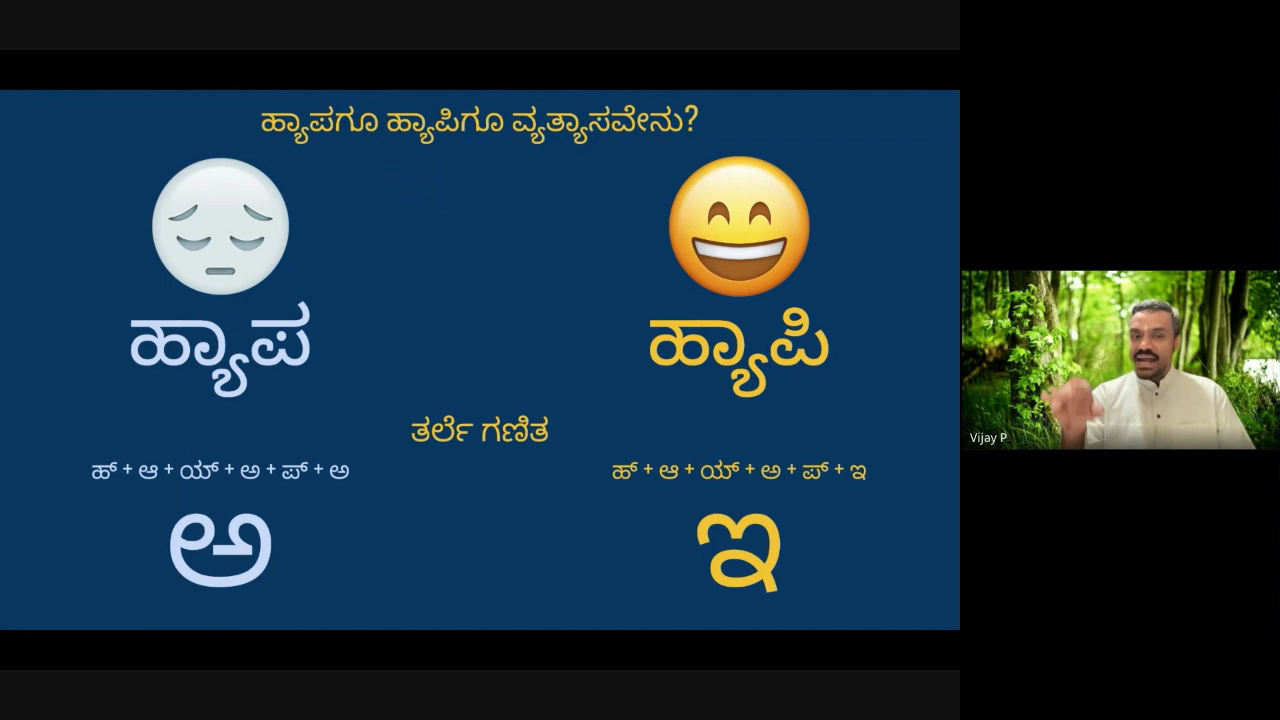 ಹ್ಯಾಪಗೂ ಹ್ಯಾಪಿಗೂ ವ್ಯತ್ಯಾಸವೇನು?
ಹ್ಯಾಪ
ಹ್ಯಾಪಿ
ತರ್ಲೆ ಗಣಿತ
ಹ್ + ಆ + ಯ್ + ಅ + ಪ್ + ಅ
ಹ್ + ಆ + ಯ್ + ಅ + ಪ್ + ಇ
ಅ
ಇ
Vijay P